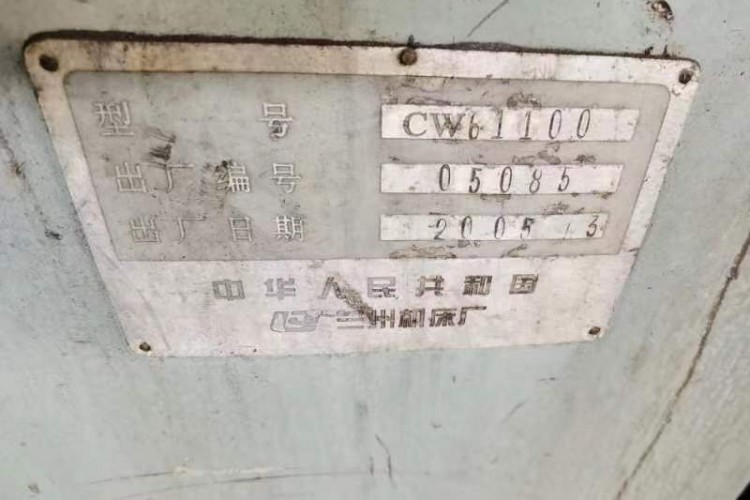 型号 CW61100
出厂编号 05085
出厂日期 2005 . 3
中华人民共和国
兰州机床厂